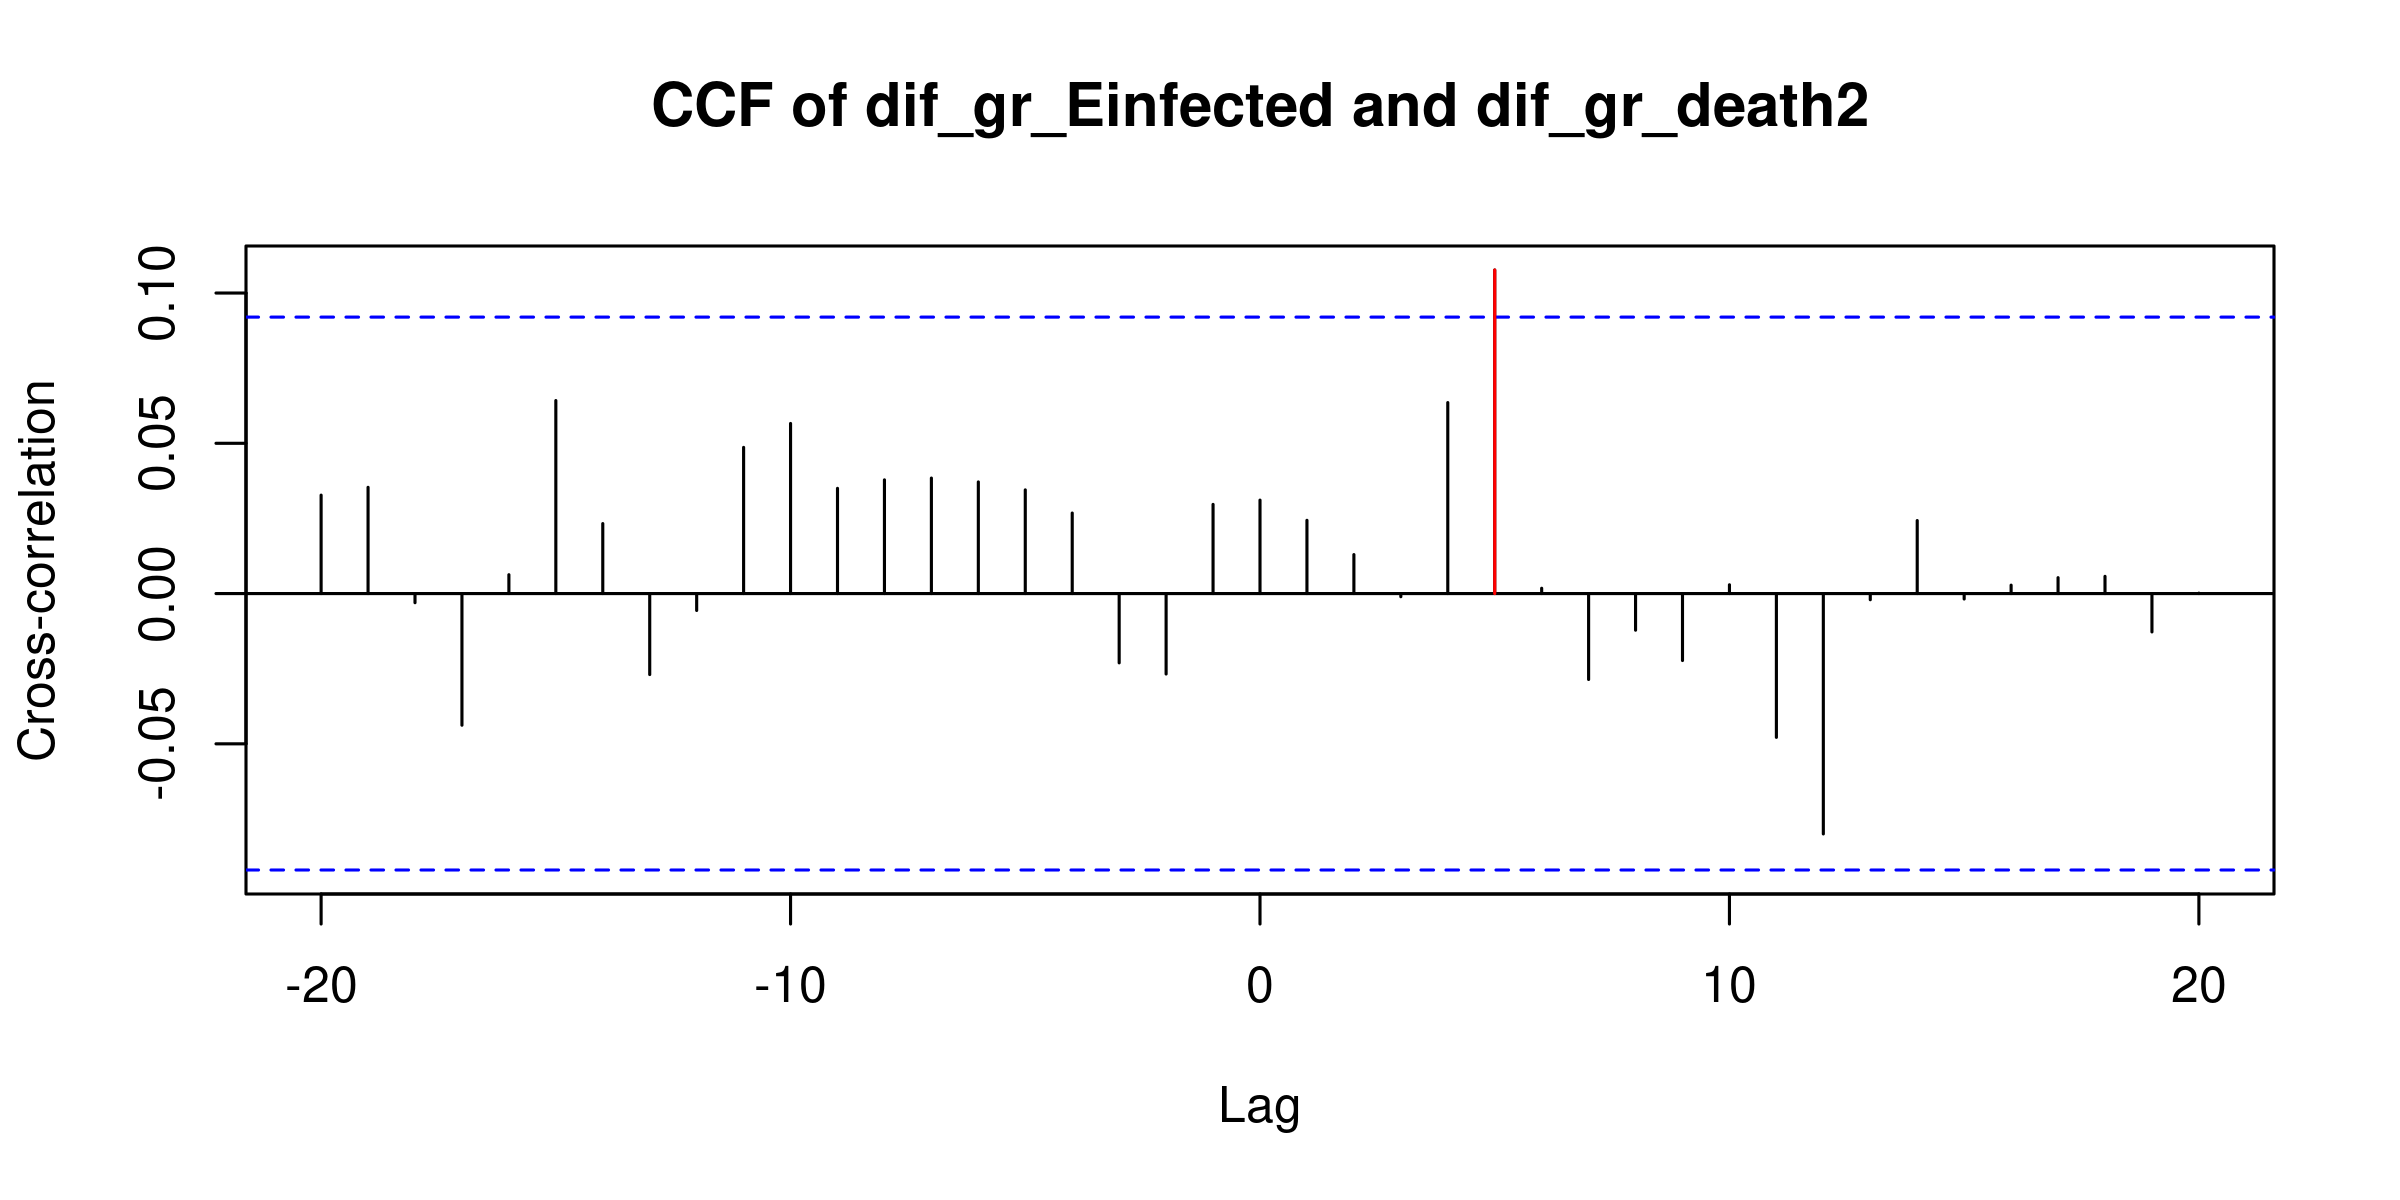 CCF of dif_gr_Einfected and dif_gr_death2
Cross-correlation
0.10
0.05
0.00
-0.05
-20 -10 0 10 20
Lag